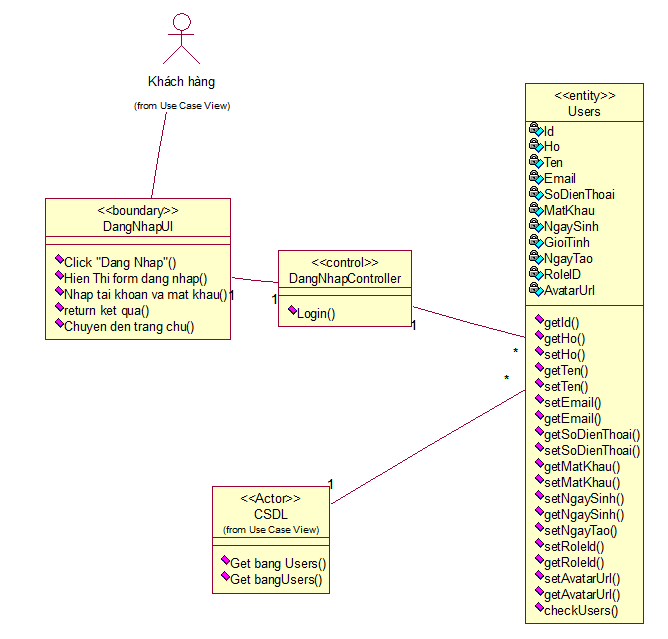 Khách hàng
(from Use Case View)
<<boundary>>
DangNhapUI
Click "Dang Nhap"()
Hien Thi form dang nhap()
Nhap tai khoan va mat khau()
return ket qua()
Chuyen den trang chu()
1
1
<<control>>
DangNhapController
Login()
1
*
<<entity>>
Users
Id
Ho
Ten
Email
SoDienThoai
MatKhau
NgaySinh
GioiTinh
NgayTao
RoleID
AvatarUrl
getId()
getHo()
setHo()
getTen()
setTen()
setEmail()
getEmail()
getSoDienThoai()
setSoDienThoai()
getMatKhau()
setMatKhau()
setNgaySinh()
getNgaySinh()
setNgayTao()
setRoleId()
getRoleId()
setAvatarUrl()
getAvatarUrl()
checkUsers()
*
1
<<Actor>>
CSDL
(from Use Case View)
Get bang Users()
Get bangUsers()